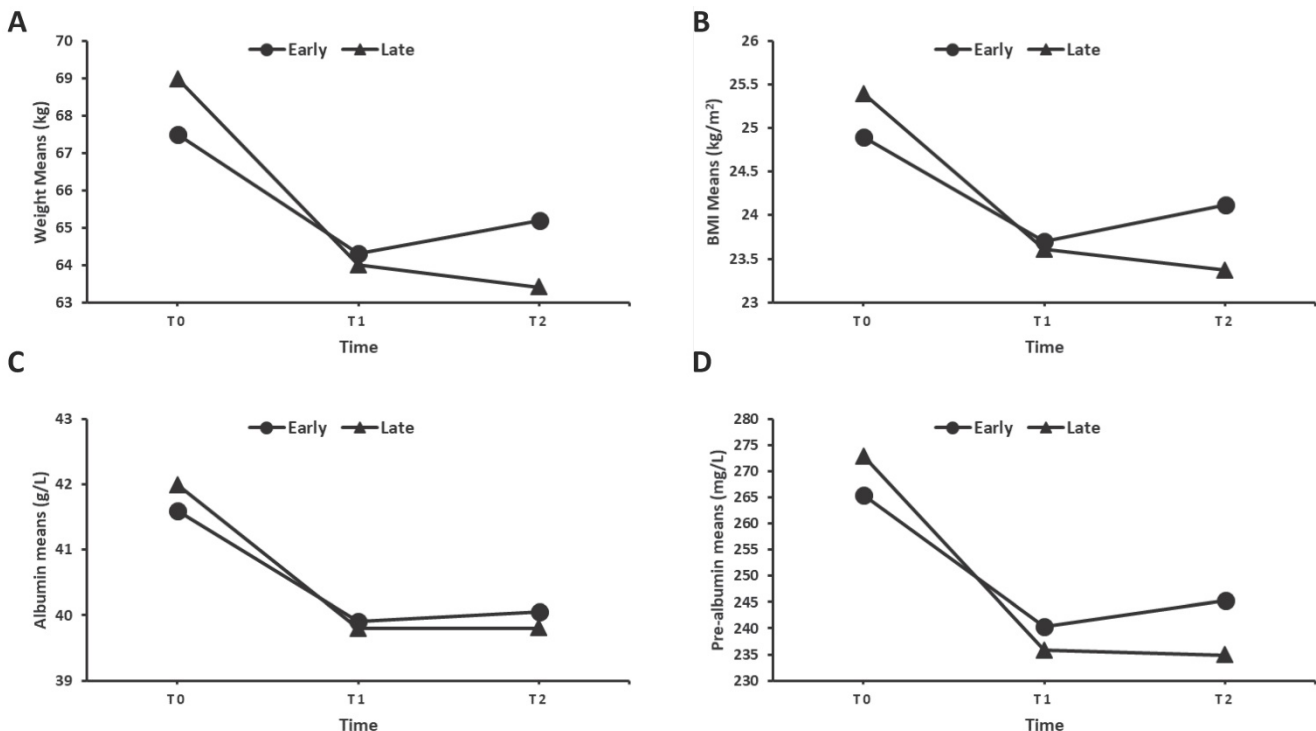 A
Weight Means (kg)
70
69
68
67
66
65
64
63
Early
Late
T0
T1
T2
Time
B
BMI Means (kg/m²)
26
25.5
25
24.5
24
23.5
23
Early
Late
T0
T1
T2
Time
C
Albumin means (g/L)
43
42
41
40
39
Early
Late
T0
T1
T2
Time
D
Pre-albumin means (mg/L)
280
275
270
265
260
255
250
245
240
235
230
Early
Late
T0
T1
T2
Time